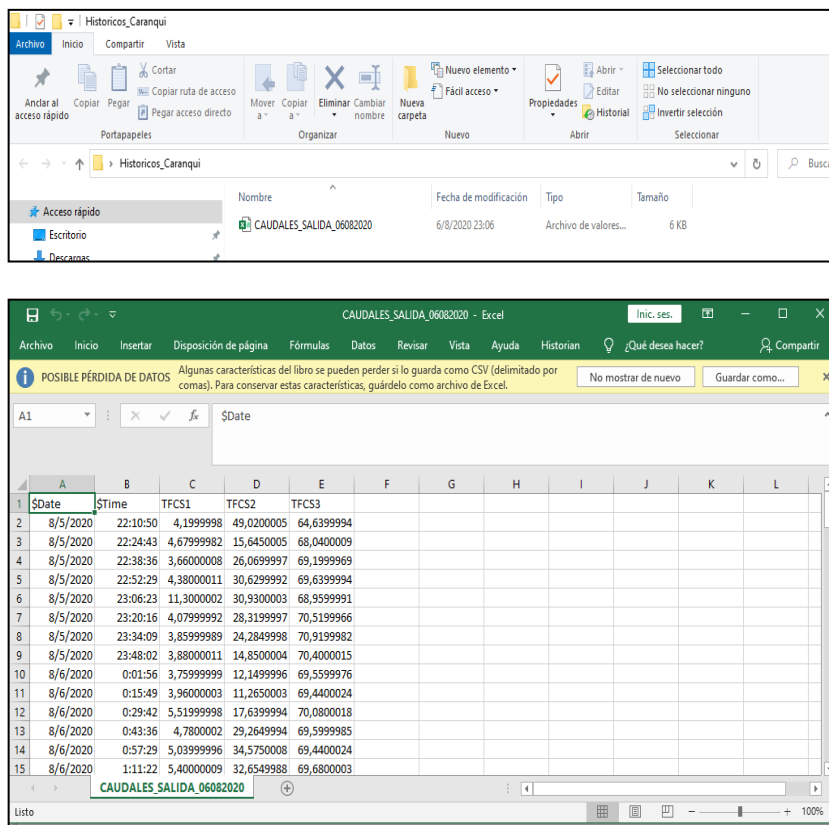 Historicos_Caranqui
Archivo Inicio Compartir Vista
Anclar al acceso rápido
Copiar
Pegar
Cortar
Copiar ruta de acceso
Pegar acceso directo
Mover a
Copiar a
Eliminar
Cambiar nombre
Nueva carpeta
Nuevo elemento
Fácil acceso
Propiedades
Abrir
Editar
Historial
Seleccionar todo
No seleccionar ninguno
Invertir selección
Portapapeles Organizar Nuevo Abrir Seleccionar
Historicos_Caranqui Busca
Nombre Fecha de modificación Tipo Tamaño
Acceso rápido
CAUDALES_SALIDA_06082020 6/8/2020 23:06 Archivo de valores... 6 KB
Escritorio
Descargas
CAUDALES_SALIDA_06082020 - Excel Inic. ses.
Archivo Inicio Insertar Disposición de página Fórmulas Datos Revisar Vista Ayuda Historian ¿Qué desea hacer? Compartir
POSIBLE PÉRDIDA DE DATOS Algunas características del libro se pueden perder si lo guarda como CSV (delimitado por
comas). Para conservar estas características, guárdelo como archivo de Excel. No mostrar de nuevo Guardar como...
A1 fx $Date
A B C D E F G H I J K L
1 $Date $Time TFCS1 TFCS2 TFCS3
2 8/5/2020 22:10:50 4,1999998 49,0200005 64,6399994
3 8/5/2020 22:24:43 4,67999982 15,6450005 68,0400009
4 8/5/2020 22:38:36 3,66000008 26,0699997 69,1999969
5 8/5/2020 22:52:29 4,38000011 30,6299992 69,6399994
6 8/5/2020 23:06:23 11,3000002 30,9300003 68,9599991
7 8/5/2020 23:20:16 4,07999992 28,3199997 70,5199966
8 8/5/2020 23:34:09 3,85999989 24,2849998 70,9199982
9 8/5/2020 23:48:02 3,88000011 14,8500004 70,4000015
10 8/6/2020 0:01:56 3,75999999 12,1499996 69,5599976
11 8/6/2020 0:15:49 3,96000003 11,2650003 69,4400024
12 8/6/2020 0:29:42 5,51999998 17,6399994 70,0800018
13 8/6/2020 0:43:36 4,7800002 29,2649994 69,5999985
14 8/6/2020 0:57:29 5,03999996 34,5750008 69,4400024
15 8/6/2020 1:11:22 5,40000009 32,6549988 69,6800003
CAUDALES_SALIDA_06082020
Listo 100%